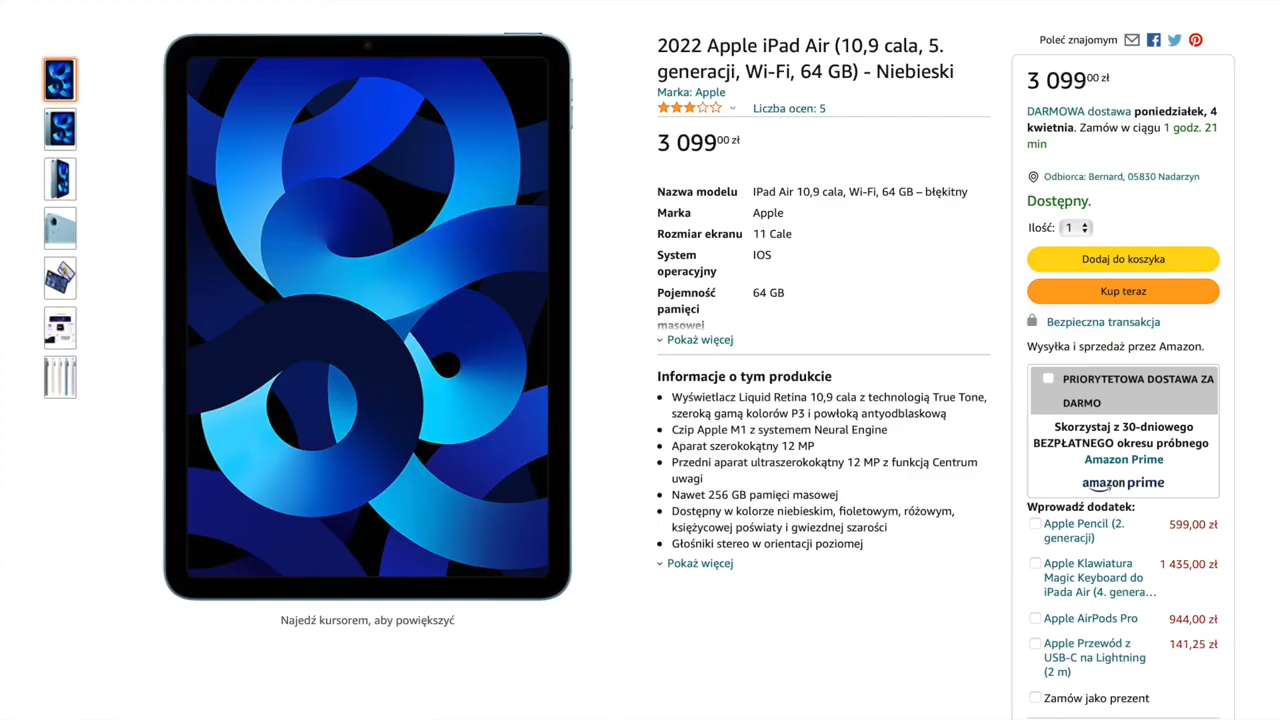 2022 Apple iPad Air (10,9 cala, 5.
generacji, Wi-Fi, 64 GB) - Niebieski
Marka: Apple
Liczba ocen: 5
3 099⁰⁰ zł
Nazwa modelu IPad Air 10,9 cala, Wi-Fi, 64 GB – błękitny
Marka Apple
Rozmiar ekranu 11 Cale
System IOS
operacyjny
Pojemność 64 GB
pamięci
masowej
Pokaż więcej
Informacje o tym produkcie
Wyświetlacz Liquid Retina 10,9 cala z technologią True Tone,
szeroką gamą kolorów P3 i powłoką antyodblaskową
Czip Apple M1 z systemem Neural Engine
Aparat szerokokątny 12 MP
Przedni aparat ultraszerokokątny 12 MP z funkcją Centrum
uwagi
Nawet 256 GB pamięci masowej
Dostępny w kolorze niebieskim, fioletowym, różowym,
księżycowej poświaty i gwiezdnej szarości
Głośniki stereo w orientacji poziomej
Pokaż więcej
Najedź kursorem, aby powiększyć
Poleć znajomym
3 099⁰⁰ zł
DARMOWA dostawa poniedziałek, 4
kwietnia. Zamów w ciągu 1 godz. 21
min
Odbiorca: Bernard, 05830 Nadarzyn
Dostępny.
Ilość: 1
Dodaj do koszyka
Kup teraz
Bezpieczna transakcja
Wysyłka i sprzedaż przez Amazon.
PRIORYTETOWA DOSTAWA ZA
DARMO
Skorzystaj z 30-dniowego
BEZPŁATNEGO okresu próbnego
Amazon Prime
amazon prime
Wprowadź dodatek:
Apple Pencil (2. 599,00 zł
generacji)
Apple Klawiatura 1 435,00 zł
Magic Keyboard do
iPada Air (4. genera…
Apple AirPods Pro 944,00 zł
Apple Przewód z 141,25 zł
USB-C na Lightning
(2 m)
Zamów jako prezent